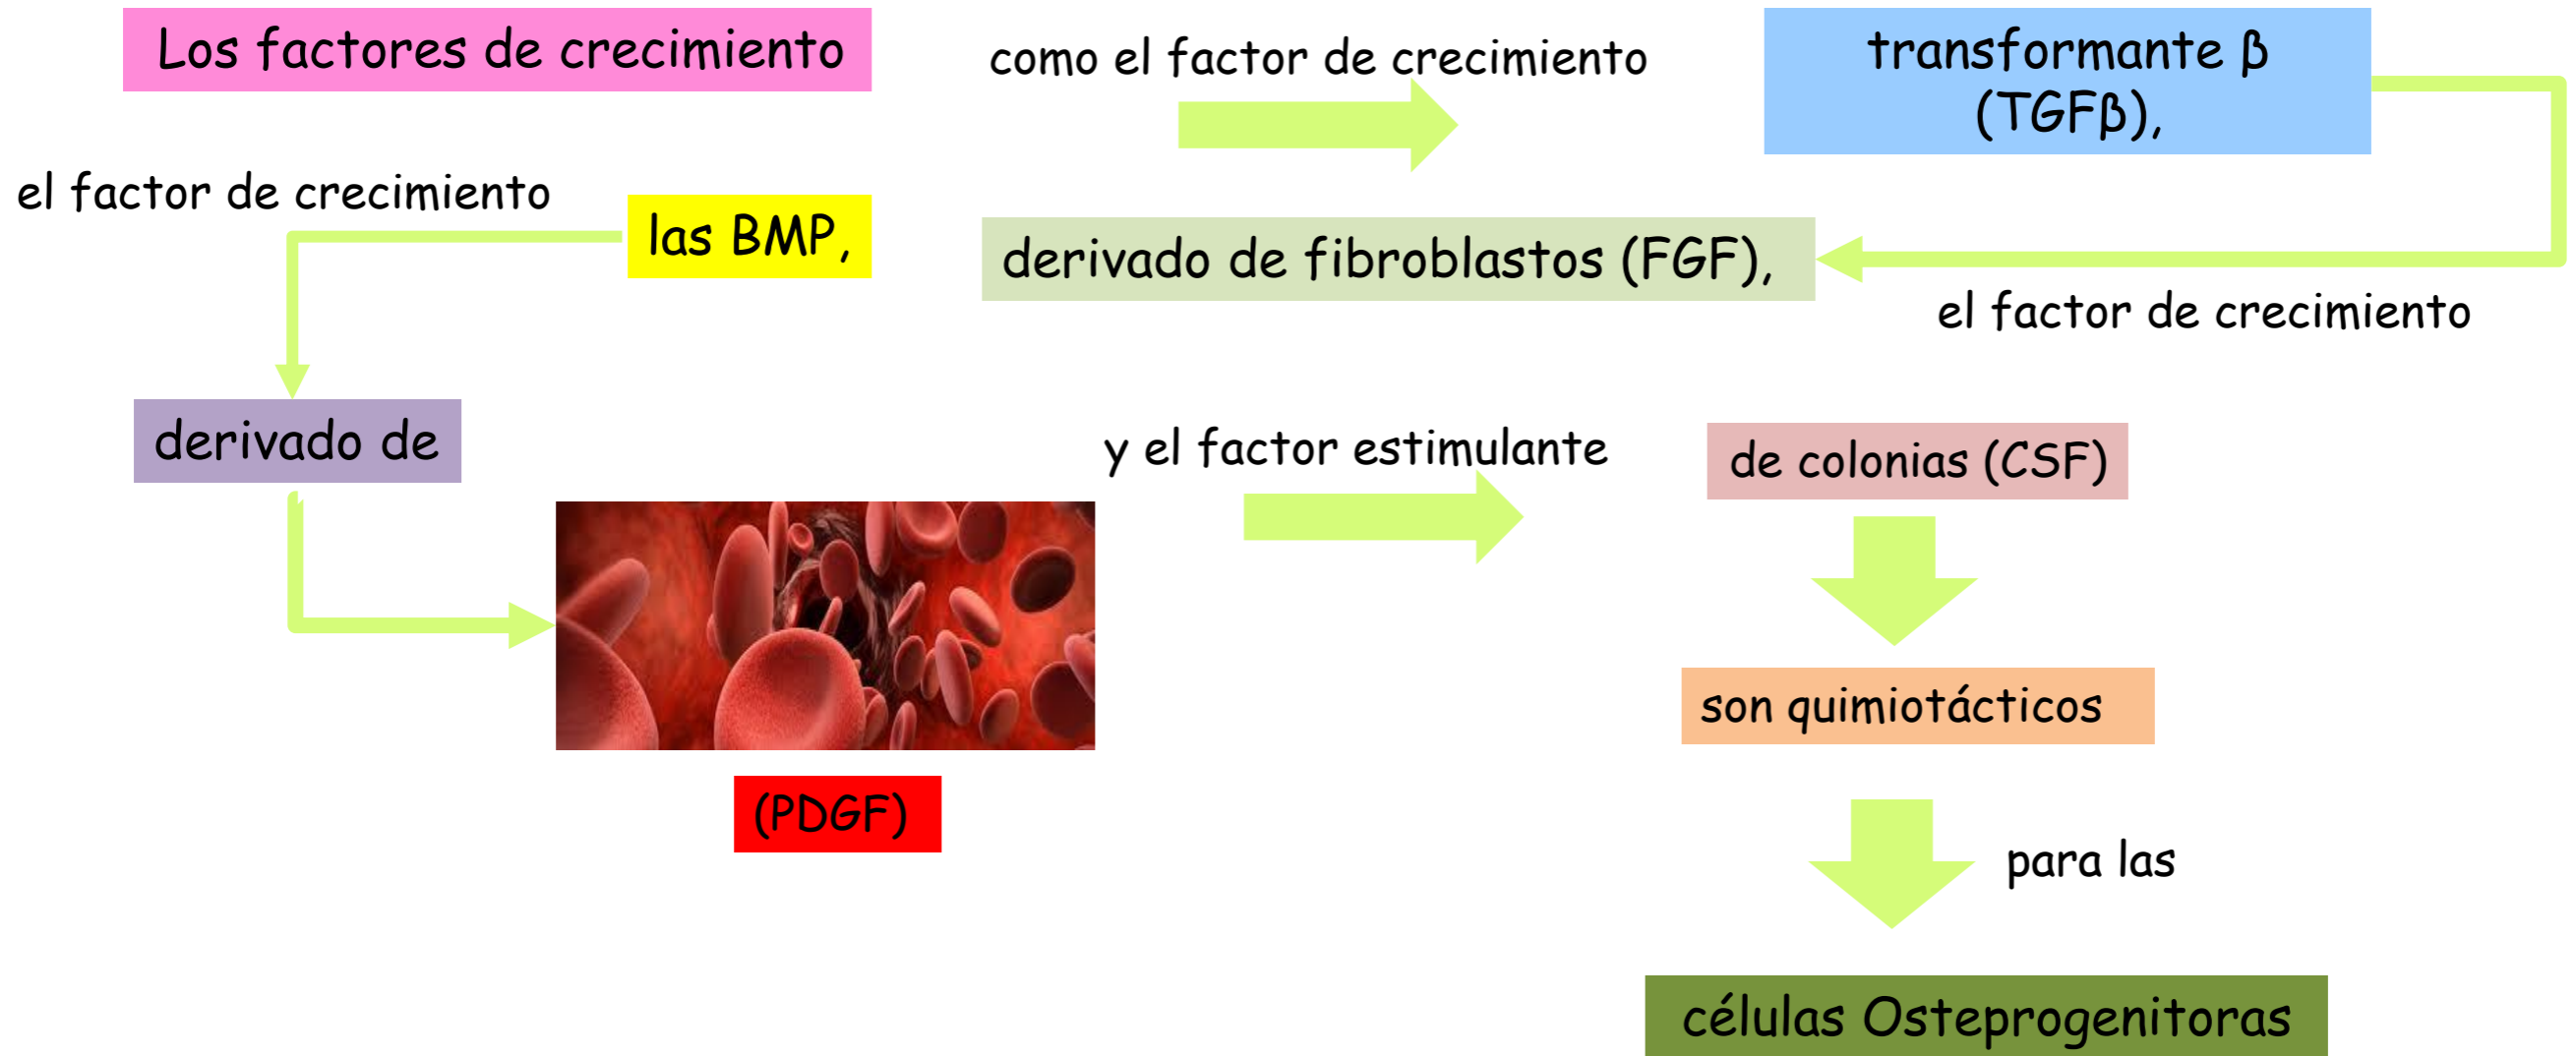 Los factores de crecimiento
como el factor de crecimiento
transformante β
(TGFβ),
el factor de crecimiento
derivado de fibroblastos (FGF),
las BMP,
el factor de crecimiento
derivado de
(PDGF)
y el factor estimulante
de colonias (CSF)
son quimiotácticos
para las
células Osteprogenitoras